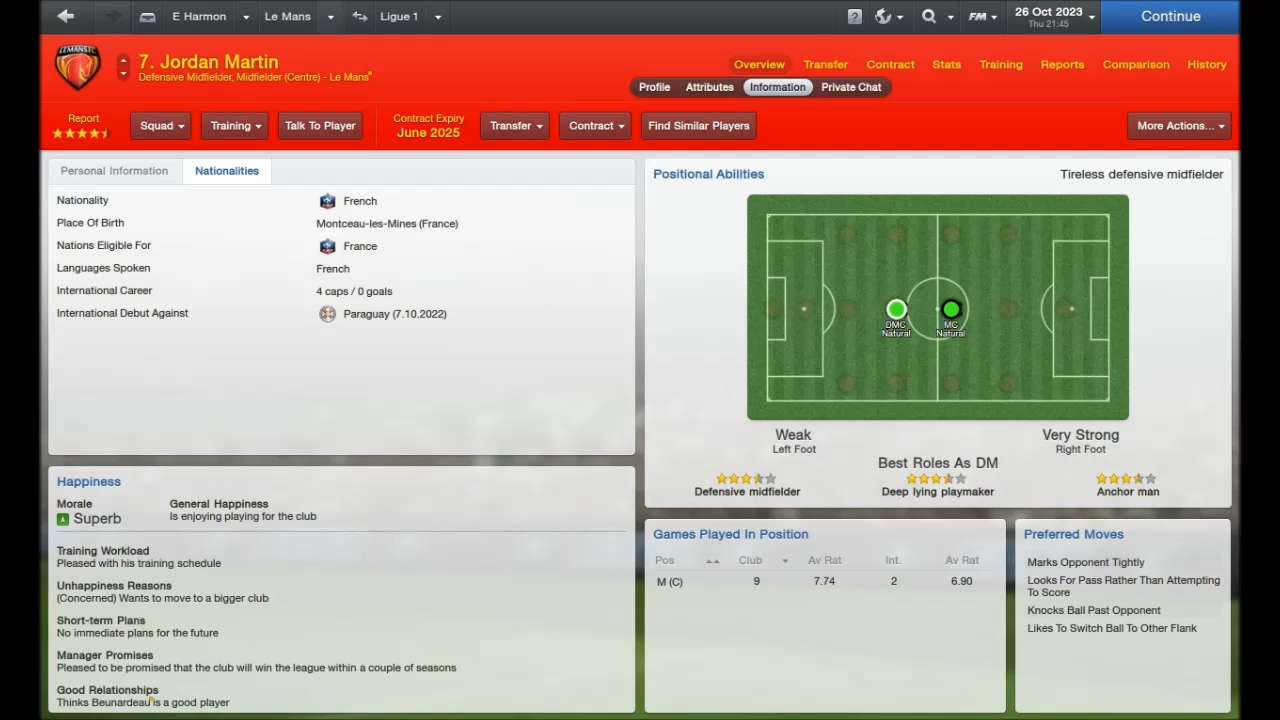 E Harmon
Le Mans
Ligue 1
?
FM
26 Oct 2023
Thu 21:45
Continue
LE MANS FC
7. Jordan Martin
Defensive Midfielder, Midfielder (Centre) - Le Mans
Overview
Transfer
Contract
Stats
Training
Reports
Comparison
History
Profile
Attributes
Information
Private Chat
Report
Squad
Training
Talk To Player
Contract Expiry
June 2025
Transfer
Contract
Find Similar Players
More Actions...
Personal Information
Nationalities
Nationality French
Place Of Birth Montceau-les-Mines (France)
Nations Eligible For France
Languages Spoken French
International Career 4 caps / 0 goals
International Debut Against Paraguay (7.10.2022)
Happiness
Morale
Superb
General Happiness
Is enjoying playing for the club
Training Workload
Pleased with his training schedule
Unhappiness Reasons
(Concerned) Wants to move to a bigger club
Short-term Plans
No immediate plans for the future
Manager Promises
Pleased to be promised that the club will win the league within a couple of seasons
Good Relationships
Thinks Beunardeau is a good player
Positional Abilities
Tireless defensive midfielder
DMC
Natural
MC
Natural
Weak
Left Foot
Very Strong
Right Foot
Best Roles As DM
Defensive midfielder
Deep lying playmaker
Anchor man
Games Played In Position
Pos Club Av Rat Int. Av Rat
M (C) 9 7.74 2 6.90
Preferred Moves
Marks Opponent Tightly
Looks For Pass Rather Than Attempting
To Score
Knocks Ball Past Opponent
Likes To Switch Ball To Other Flank